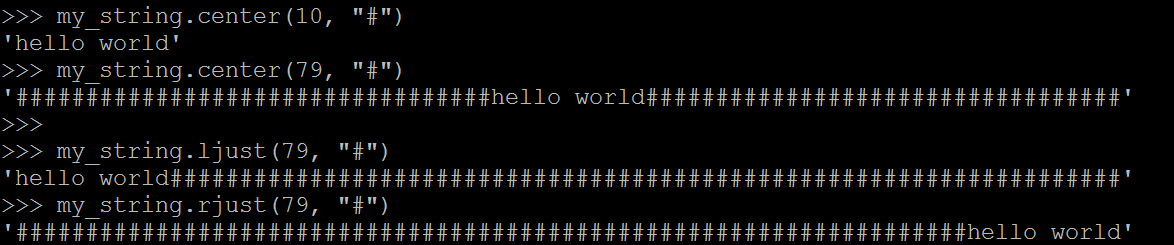 >>> my_string.center(10, "#")
'hello world'
>>> my_string.center(79, "#")
'##################################hello world##################################'
>>>
>>> my_string.ljust(79, "#")
'hello world####################################################################'
>>> my_string.rjust(79, "#")
'####################################################################hello world'